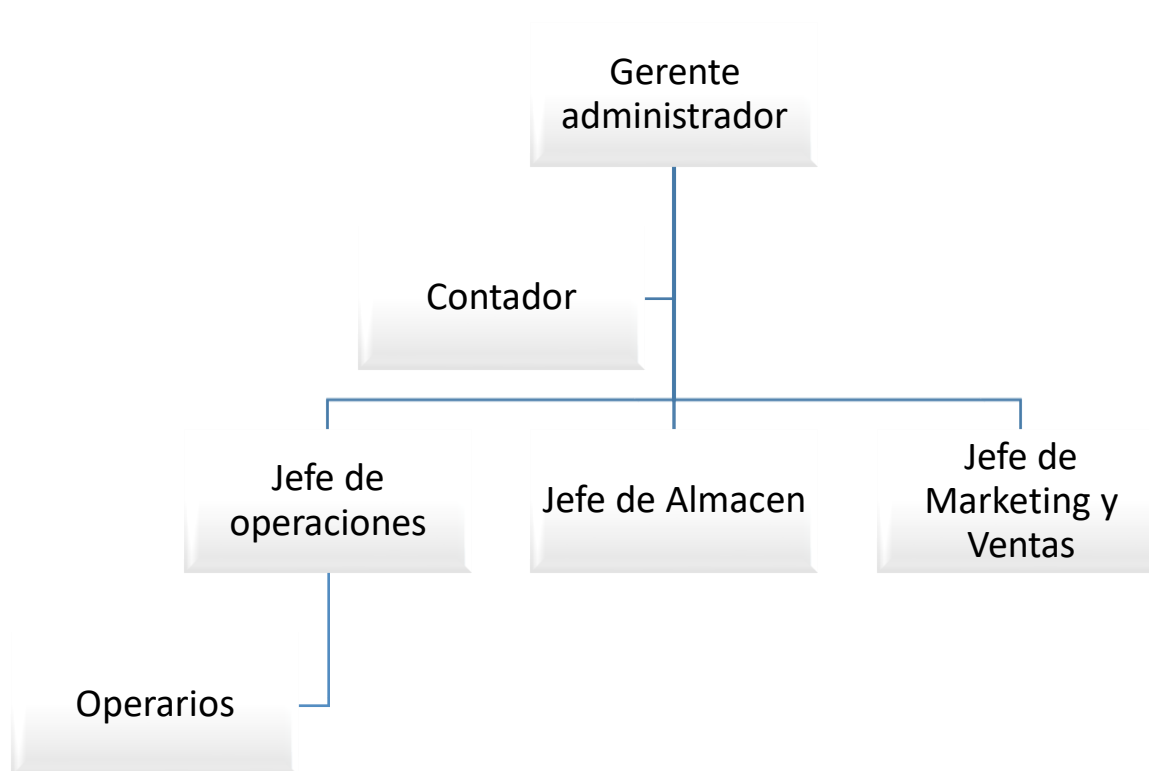 Gerente
administrador
Contador
Jefe de
operaciones
Jefe de Almacen
Jefe de
Marketing y
Ventas
Operarios